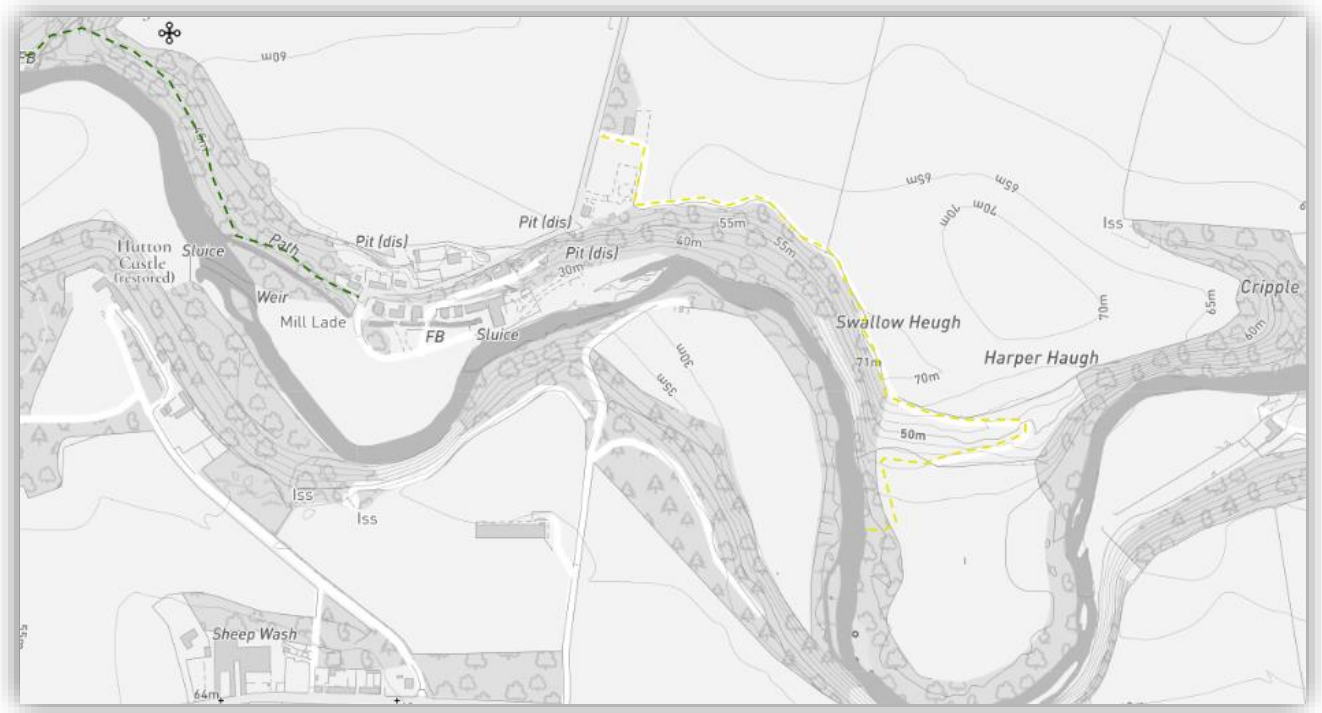 60m
45m
Pit (dis)
55m
65m
65m
70m
70m
Iss
Hutton
Castle
(restored)
Sluice
Path
Pit (dis)
Pit (dis)
40m
55m
30m
70m
65m
Cripple
60m
Weir
Mill Lade
FB
Sluice
Swallow Heugh
71m
70m
Harper Haugh
30m
35m
50m
Iss
Iss
Sheep Wash
55m
64m